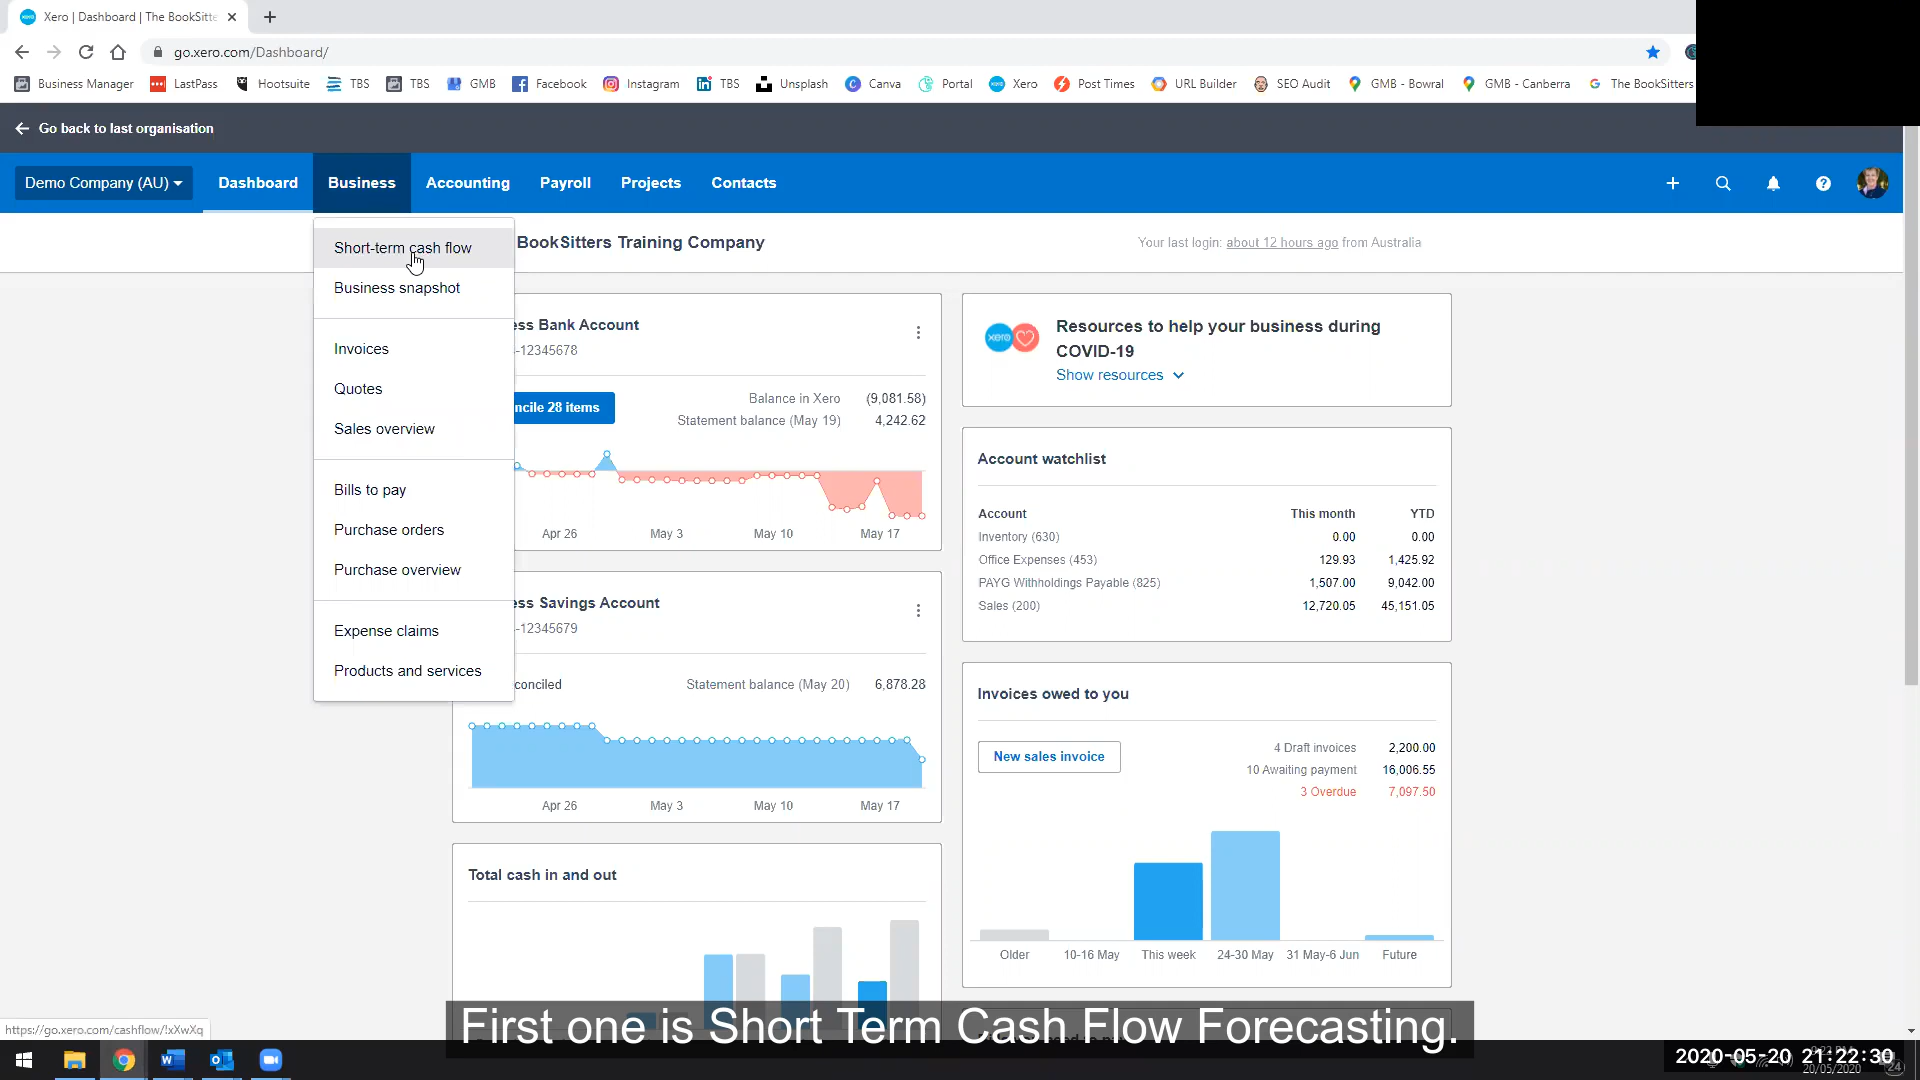 Xero | Dashboard | The BookSitte
go.xero.com/Dashboard/
Business Manager LastPass Hootsuite TBS TBS GMB Facebook Instagram TBS Unsplash Canva Portal Xero Post Times URL Builder SEO Audit GMB - Bowral GMB - Canberra The BookSitters
Go back to last organisation
Demo Company (AU) Dashboard Business Accounting Payroll Projects Contacts
BookSitters Training Company
Your last login: about 12 hours ago from Australia
Short-term cash flow
Business snapshot
Invoices
Quotes
Sales overview
Bills to pay
Purchase orders
Purchase overview
Expense claims
Products and services
ess Bank Account
-12345678
ncile 28 items
Balance in Xero (9,081.58)
Statement balance (May 19) 4,242.62
Apr 26 May 3 May 10 May 17
ess Savings Account
-12345679
conciled
Statement balance (May 20) 6,878.28
Apr 26 May 3 May 10 May 17
Total cash in and out
xero
Resources to help your business during
COVID-19
Show resources
Account watchlist
Account This month YTD
Inventory (630) 0.00 0.00
Office Expenses (453) 129.93 1,425.92
PAYG Withholdings Payable (825) 1,507.00 9,042.00
Sales (200) 12,720.05 45,151.05
Invoices owed to you
New sales invoice
4 Draft invoices 2,200.00
10 Awaiting payment 16,006.55
3 Overdue 7,097.50
Older 10-16 May This week 24-30 May 31 May-6 Jun Future
First one is Short Term Cash Flow Forecasting.
https://go.xero.com/cashflow/!xXwXq
2020-05-20 21:22:30
20/05/2020
24